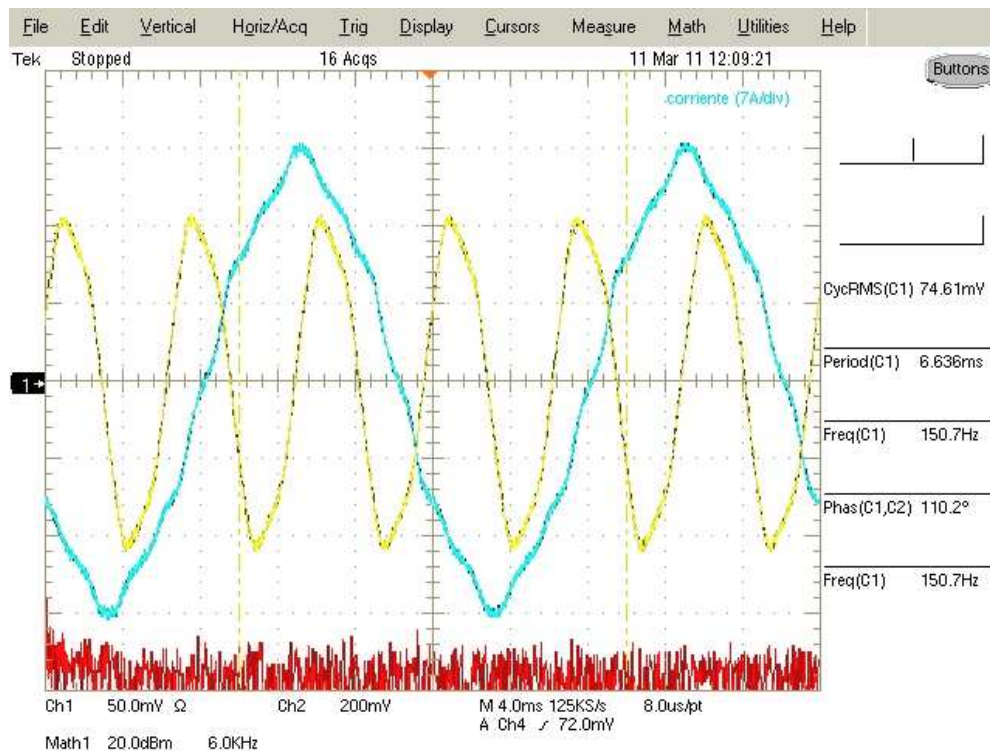 File Edit Vertical Horiz/Acq Trig Display Cursors Measure Math Utilities Help
Tek Stopped 16 Acqs 11 Mar 11 12:09:21
Buttons
corriente (7A/div)
CycRMS(C1) 74.61mV
Period(C1) 6.636ms
1
Freq(C1) 150.7Hz
Phas(C1,C2) 110.2º
Freq(C1) 150.7Hz
Ch1 50.0mV Ω Ch2 200mV M 4.0ms 125KS/s 8.0us/pt
A Ch4 ⁄ 72.0mV
Math1 20.0dBm 6.0KHz